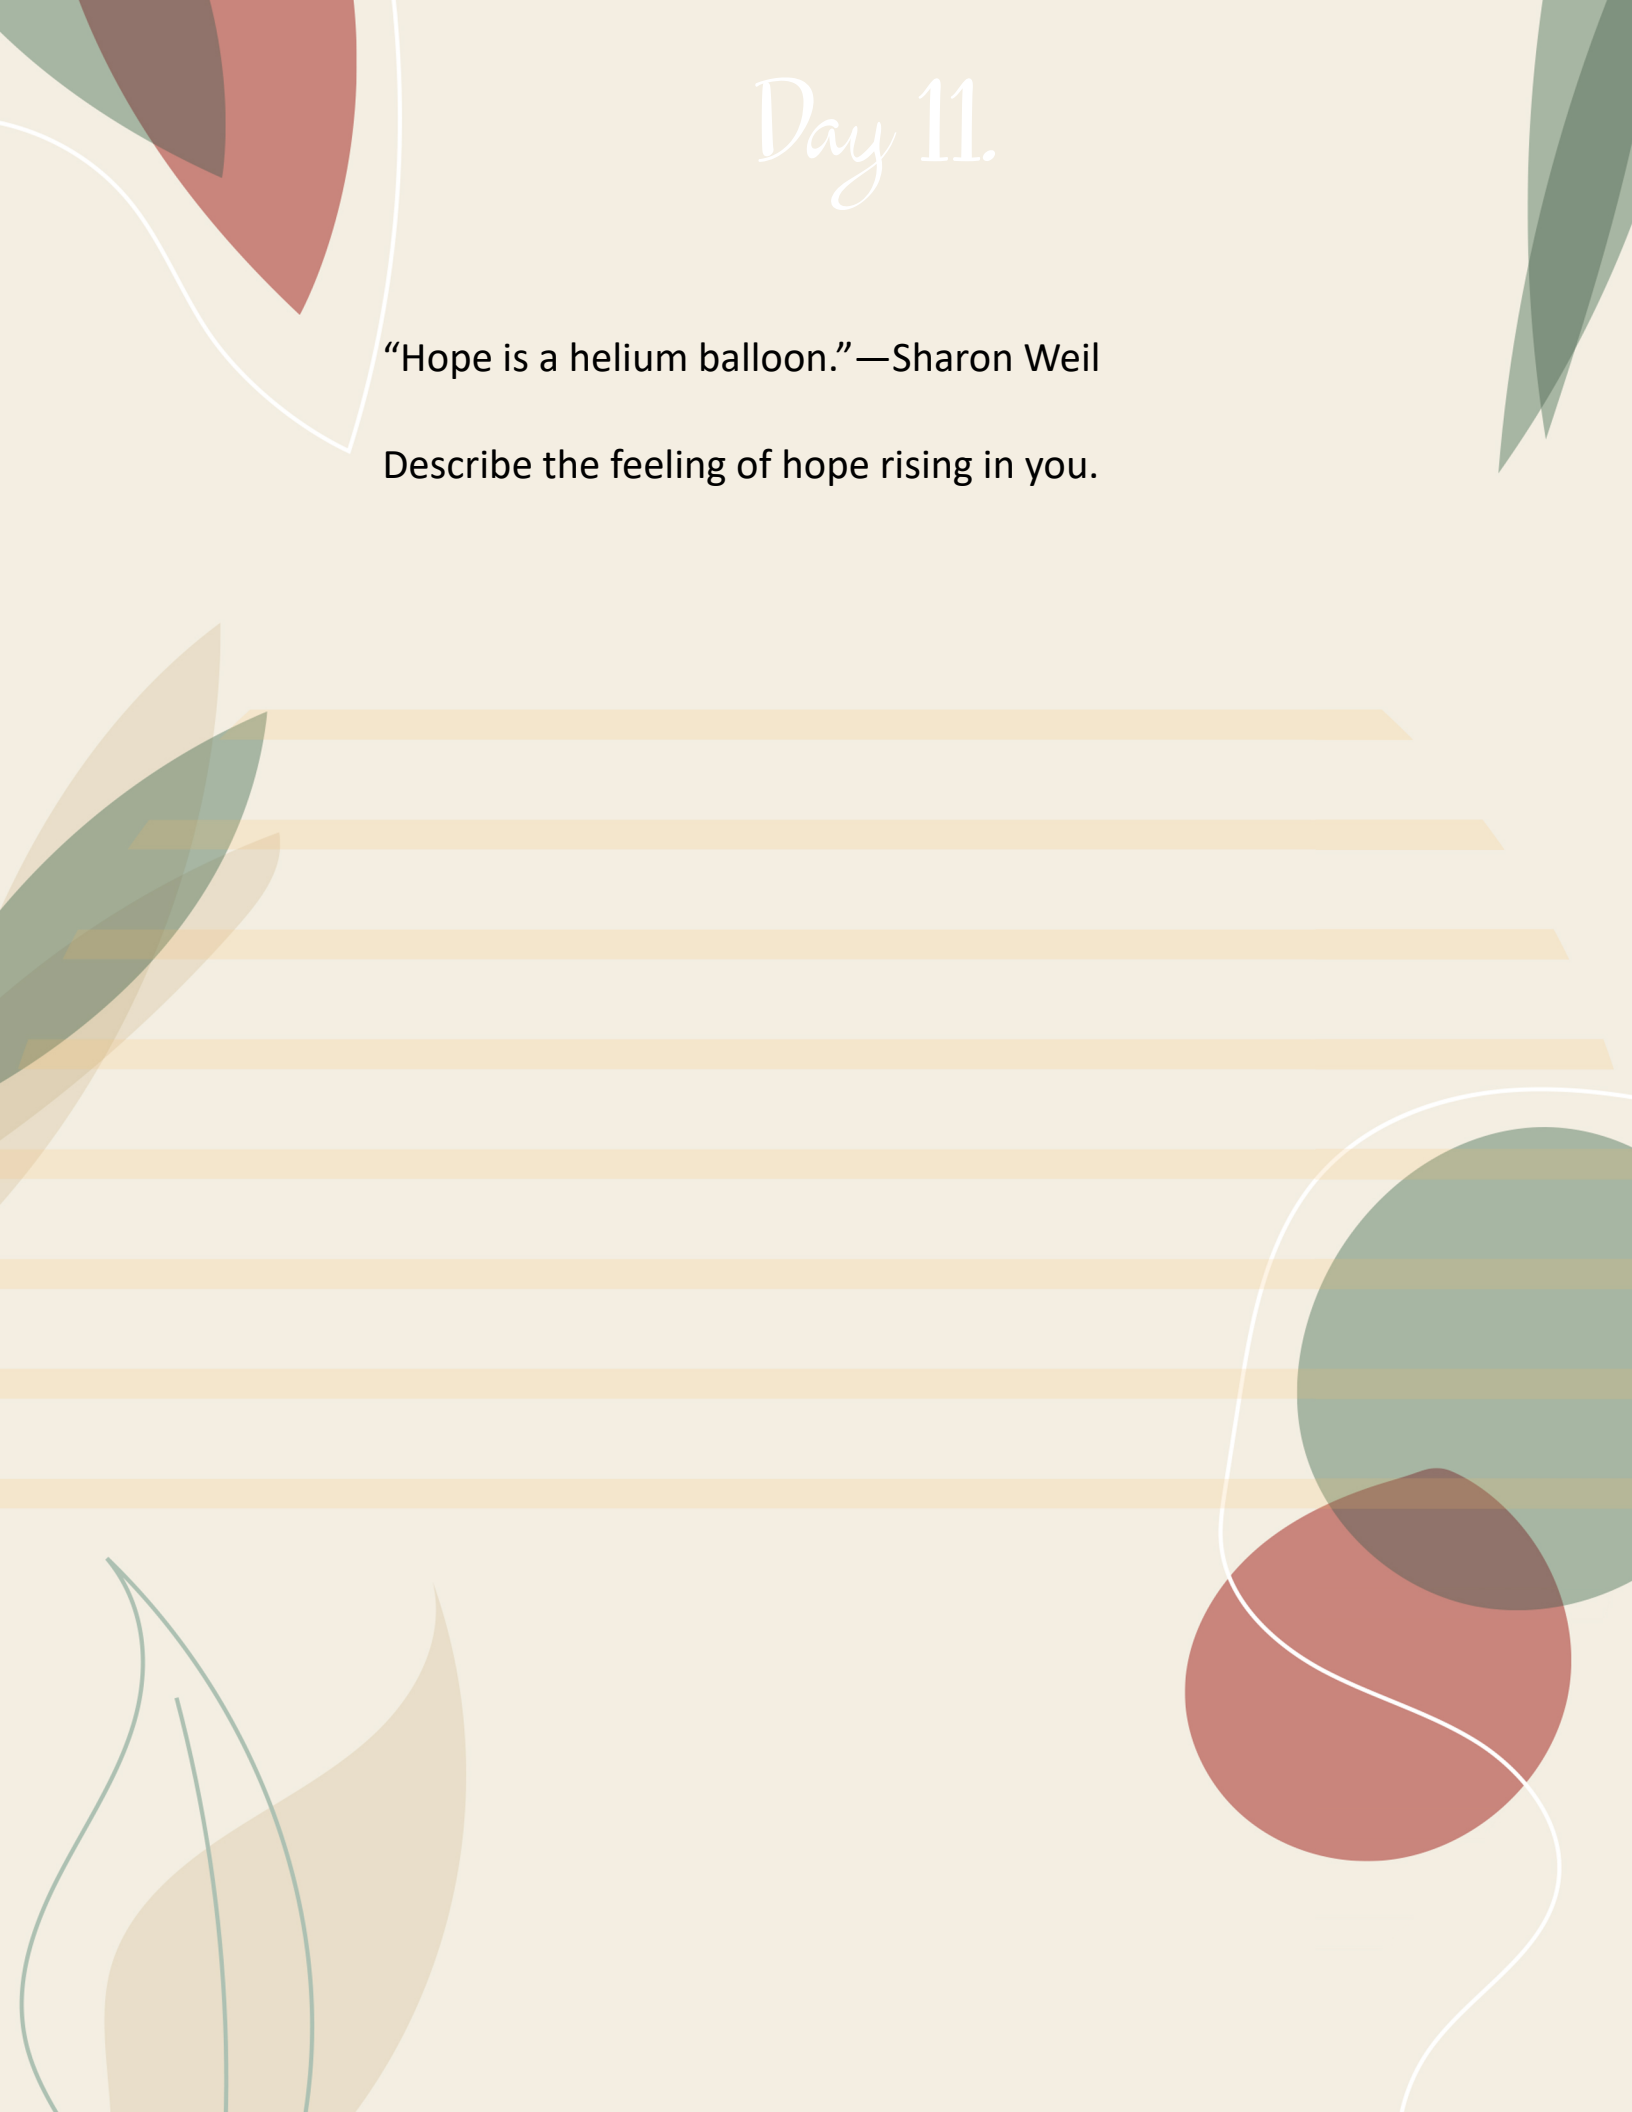 Day 11.
“Hope is a helium balloon.”—Sharon Weil
Describe the feeling of hope rising in you.